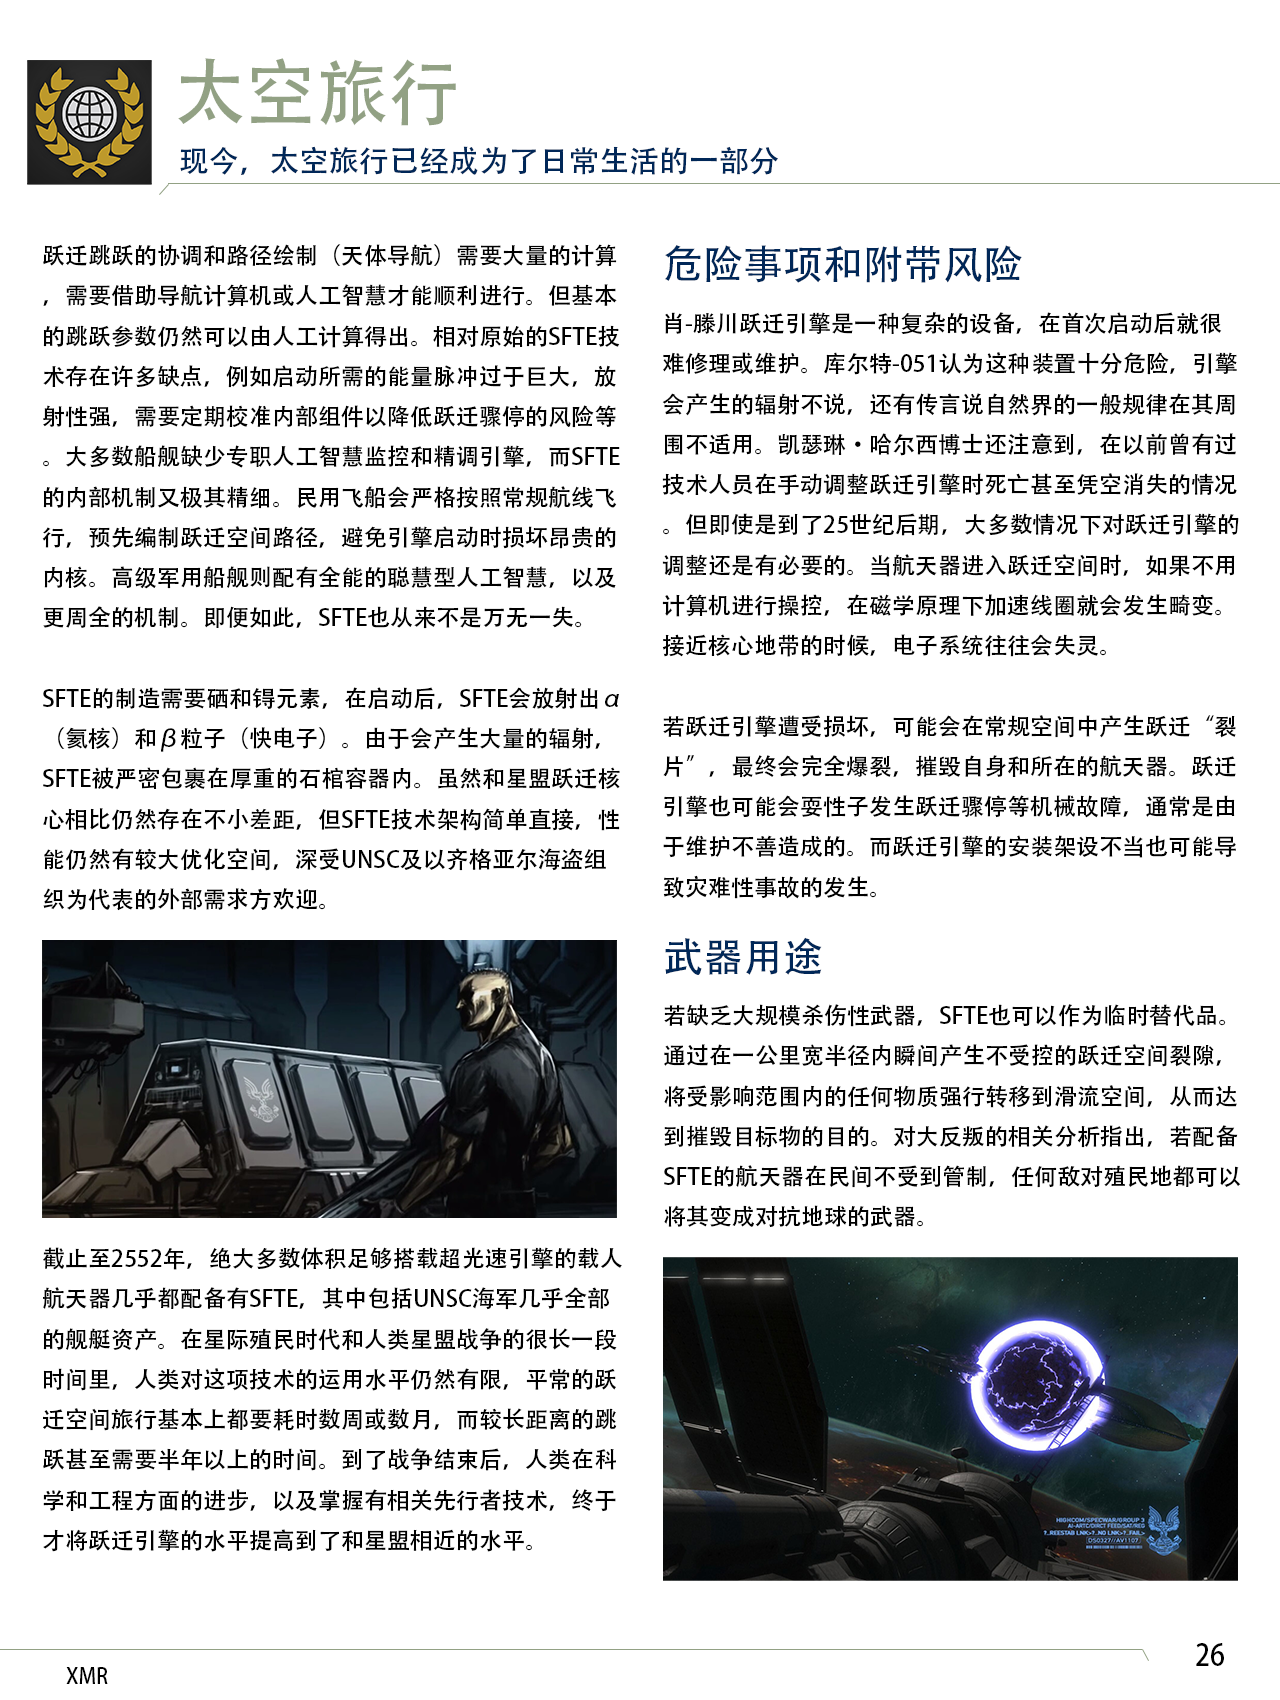 太空旅行
现今，太空旅行已经成为了日常生活的一部分
跃迁跳跃的协调和路径绘制（天体导航）需要大量的计算
，需要借助导航计算机或人工智慧才能顺利进行。但基本
的跳跃参数仍然可以由人工计算得出。相对原始的SFTE技
术存在许多缺点，例如启动所需的能量脉冲过于巨大，放
射性强，需要定期校准内部组件以降低跃迁骤停的风险等
。大多数船舰缺少专职人工智慧监控和精调引擎，而SFTE
的内部机制又极其精细。民用飞船会严格按照常规航线飞
行，预先编制跃迁空间路径，避免引擎启动时损坏昂贵的
内核。高级军用船舰则配有全能的聪慧型人工智慧，以及
更周全的机制。即便如此，SFTE也从来不是万无一失。
SFTE的制造需要硒和锝元素，在启动后，SFTE会放射出α
（氦核）和β粒子（快电子）。由于会产生大量的辐射，
SFTE被严密包裹在厚重的石棺容器内。虽然和星盟跃迁核
心相比仍然存在不小差距，但SFTE技术架构简单直接，性
能仍然有较大优化空间，深受UNSC及以齐格亚尔海盗组
织为代表的外部需求方欢迎。
截止至2552年，绝大多数体积足够搭载超光速引擎的载人
航天器几乎都配备有SFTE，其中包括UNSC海军几乎全部
的舰艇资产。在星际殖民时代和人类星盟战争的很长一段
时间里，人类对这项技术的运用水平仍然有限，平常的跃
迁空间旅行基本上都要耗时数周或数月，而较长距离的跳
跃甚至需要半年以上的时间。到了战争结束后，人类在科
学和工程方面的进步，以及掌握有相关先行者技术，终于
才将跃迁引擎的水平提高到了和星盟相近的水平。
危险事项和附带风险
肖-滕川跃迁引擎是一种复杂的设备，在首次启动后就很
难修理或维护。库尔特-051认为这种装置十分危险，引擎
会产生的辐射不说，还有传言说自然界的一般规律在其周
围不适用。凯瑟琳·哈尔西博士还注意到，在以前曾有过
技术人员在手动调整跃迁引擎时死亡甚至凭空消失的情况
。但即使是到了25世纪后期，大多数情况下对跃迁引擎的
调整还是有必要的。当航天器进入跃迁空间时，如果不用
计算机进行操控，在磁学原理下加速线圈就会发生畸变。
接近核心地带的时候，电子系统往往会失灵。
若跃迁引擎遭受损坏，可能会在常规空间中产生跃迁“裂
片”，最终会完全爆裂，摧毁自身和所在的航天器。跃迁
引擎也可能会耍性子发生跃迁骤停等机械故障，通常是由
于维护不善造成的。而跃迁引擎的安装架设不当也可能导
致灾难性事故的发生。
武器用途
若缺乏大规模杀伤性武器，SFTE也可以作为临时替代品。
通过在一公里宽半径内瞬间产生不受控的跃迁空间裂隙，
将受影响范围内的任何物质强行转移到滑流空间，从而达
到摧毁目标物的目的。对大反叛的相关分析指出，若配备
SFTE的航天器在民间不受到管制，任何敌对殖民地都可以
将其变成对抗地球的武器。
HIGHCOM/SPECWAR/GROUP 3
AI-ARTC/DIRCT FEED/SAT/REG
?_REESTAB LNK>?_NO LNK>?_FAIL>
DS0327//AV1107
XMR
26